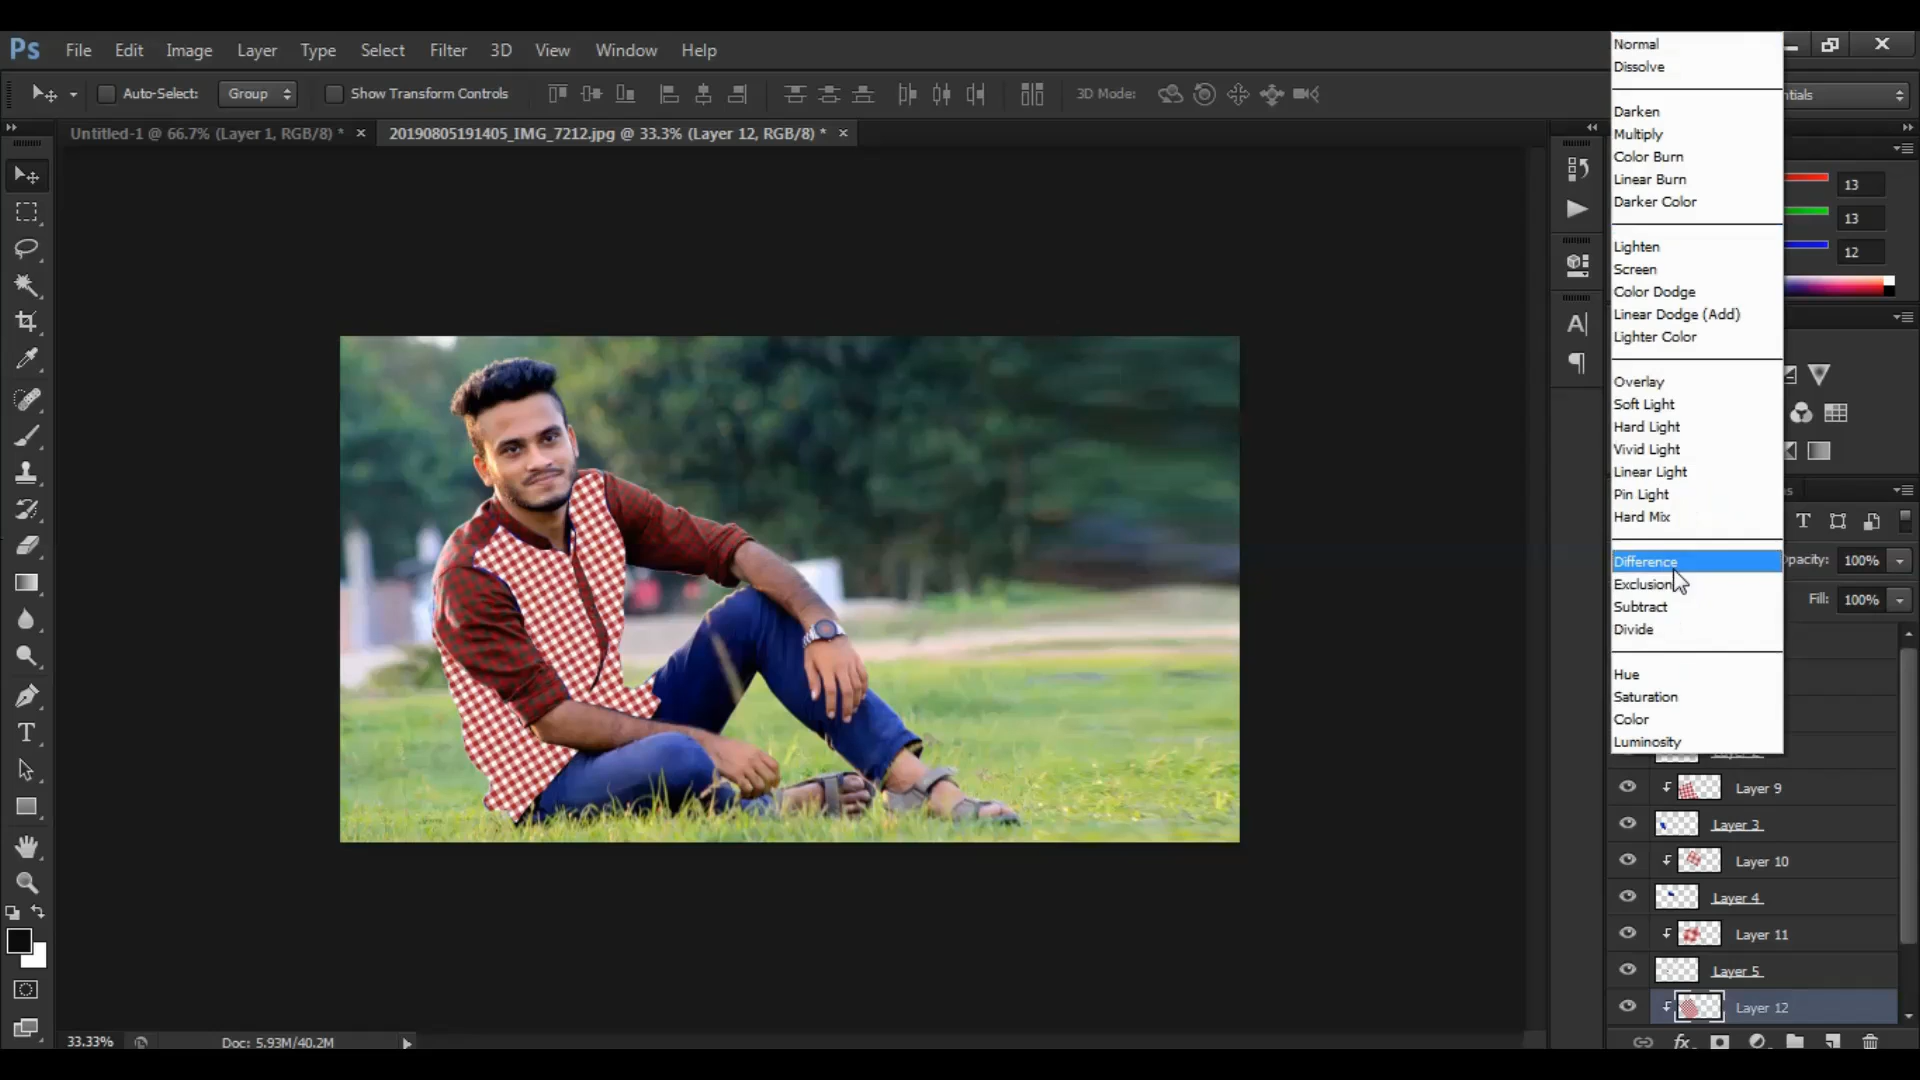 Ps File Edit Image Layer Type Select Filter 3D View Window Help
Auto-Select: Group Show Transform Controls 3D Mode:
Untitled-1 @ 66.7% (Layer 1, RGB/8) * × 20190805191405_IMG_7212.jpg @ 33.3% (Layer 12, RGB/8) * ×
Normal
Dissolve
Darken
Multiply
Color Burn
Linear Burn
Darker Color
Lighten
Screen
Color Dodge
Linear Dodge (Add)
Lighter Color
Overlay
Soft Light
Hard Light
Vivid Light
Linear Light
Pin Light
Hard Mix
Difference
Exclusion
Subtract
Divide
Hue
Saturation
Color
Luminosity
ntials
13
13
12
Opacity: 100%
Fill: 100%
Layer 9
Layer 3
Layer 10
Layer 4
Layer 11
Layer 5
Layer 12
33.33% Doc: 5.93M/40.2M